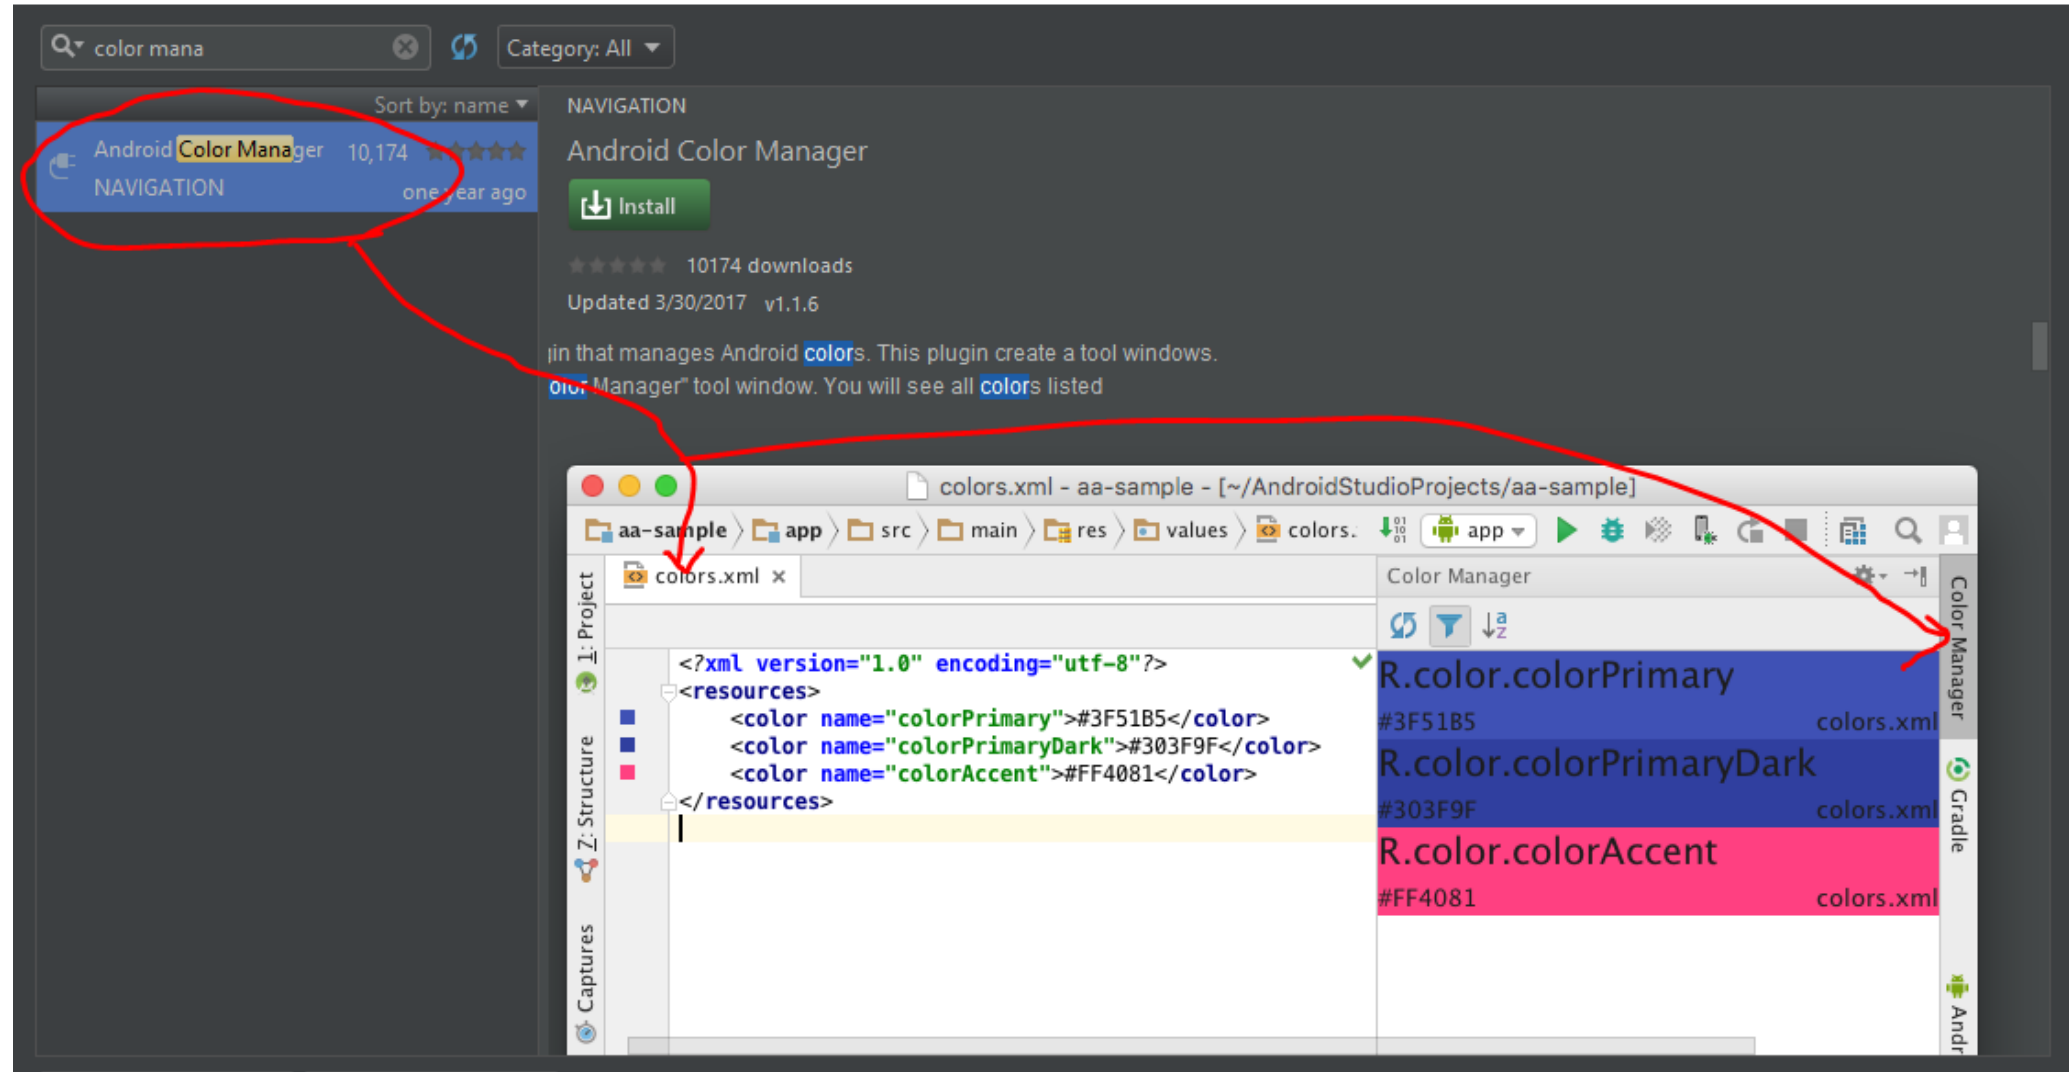 color mana
Category: All
Sort by: name
Android Color Manager 10,174
NAVIGATION one year ago
NAVIGATION
Android Color Manager
Install
10174 downloads
Updated 3/30/2017 v1.1.6
gin that manages Android colors. This plugin create a tool windows.
olor Manager" tool window. You will see all colors listed
colors.xml - aa-sample - [~/AndroidStudioProjects/aa-sample]
aa-sample app src main res values colors. app
1: Project
Z: Structure
Captures
colors.xml
<?xml version="1.0" encoding="utf-8"?>
<resources>
<color name="colorPrimary">#3F51B5</color>
<color name="colorPrimaryDark">#303F9F</color>
<color name="colorAccent">#FF4081</color>
</resources>
Color Manager
R.color.colorPrimary
#3F51B5 colors.xml
R.color.colorPrimaryDark
#303F9F colors.xml
R.color.colorAccent
#FF4081 colors.xml
Color Manager
Gradle
Andr